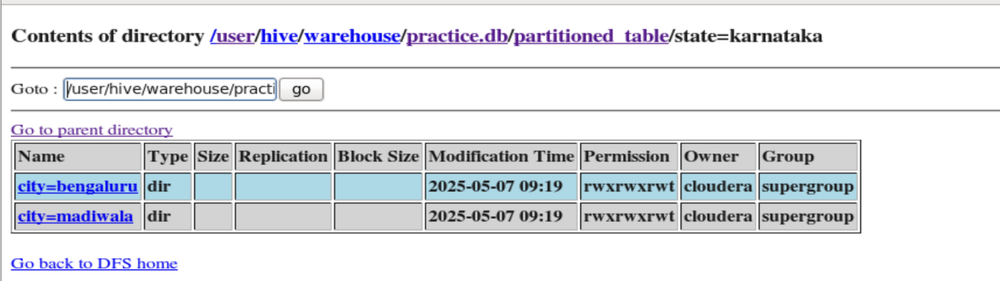 Contents of directory /user/hive/warehouse/practice.db/partitioned_table/state=karnataka
Goto : /user/hive/warehouse/practi go
Go to parent directory
Name Type Size Replication Block Size Modification Time Permission Owner Group
city=bengaluru dir 2025-05-07 09:19 rwxrwxrwt cloudera supergroup
city=madiwala dir 2025-05-07 09:19 rwxrwxrwt cloudera supergroup
Go back to DFS home